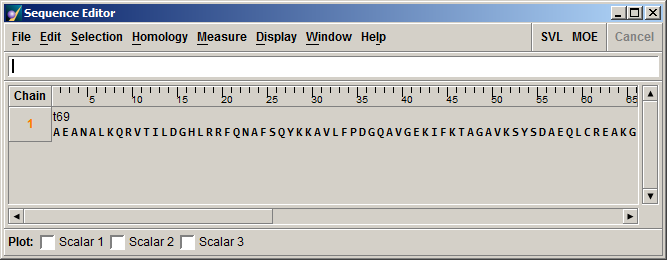 Sequence Editor
File Edit Selection Homology Measure Display Window Help SVL MOE Cancel
Chain 5 10 15 20 25 30 35 40 45 50 55 60 65
t69
1 AEANALKQRVTILDGHLRRFQNAFSQYKKAVLFPDGQAVGEKIFKTAGAVKSYSDAEQLCREAKG
Plot: Scalar 1 Scalar 2 Scalar 3